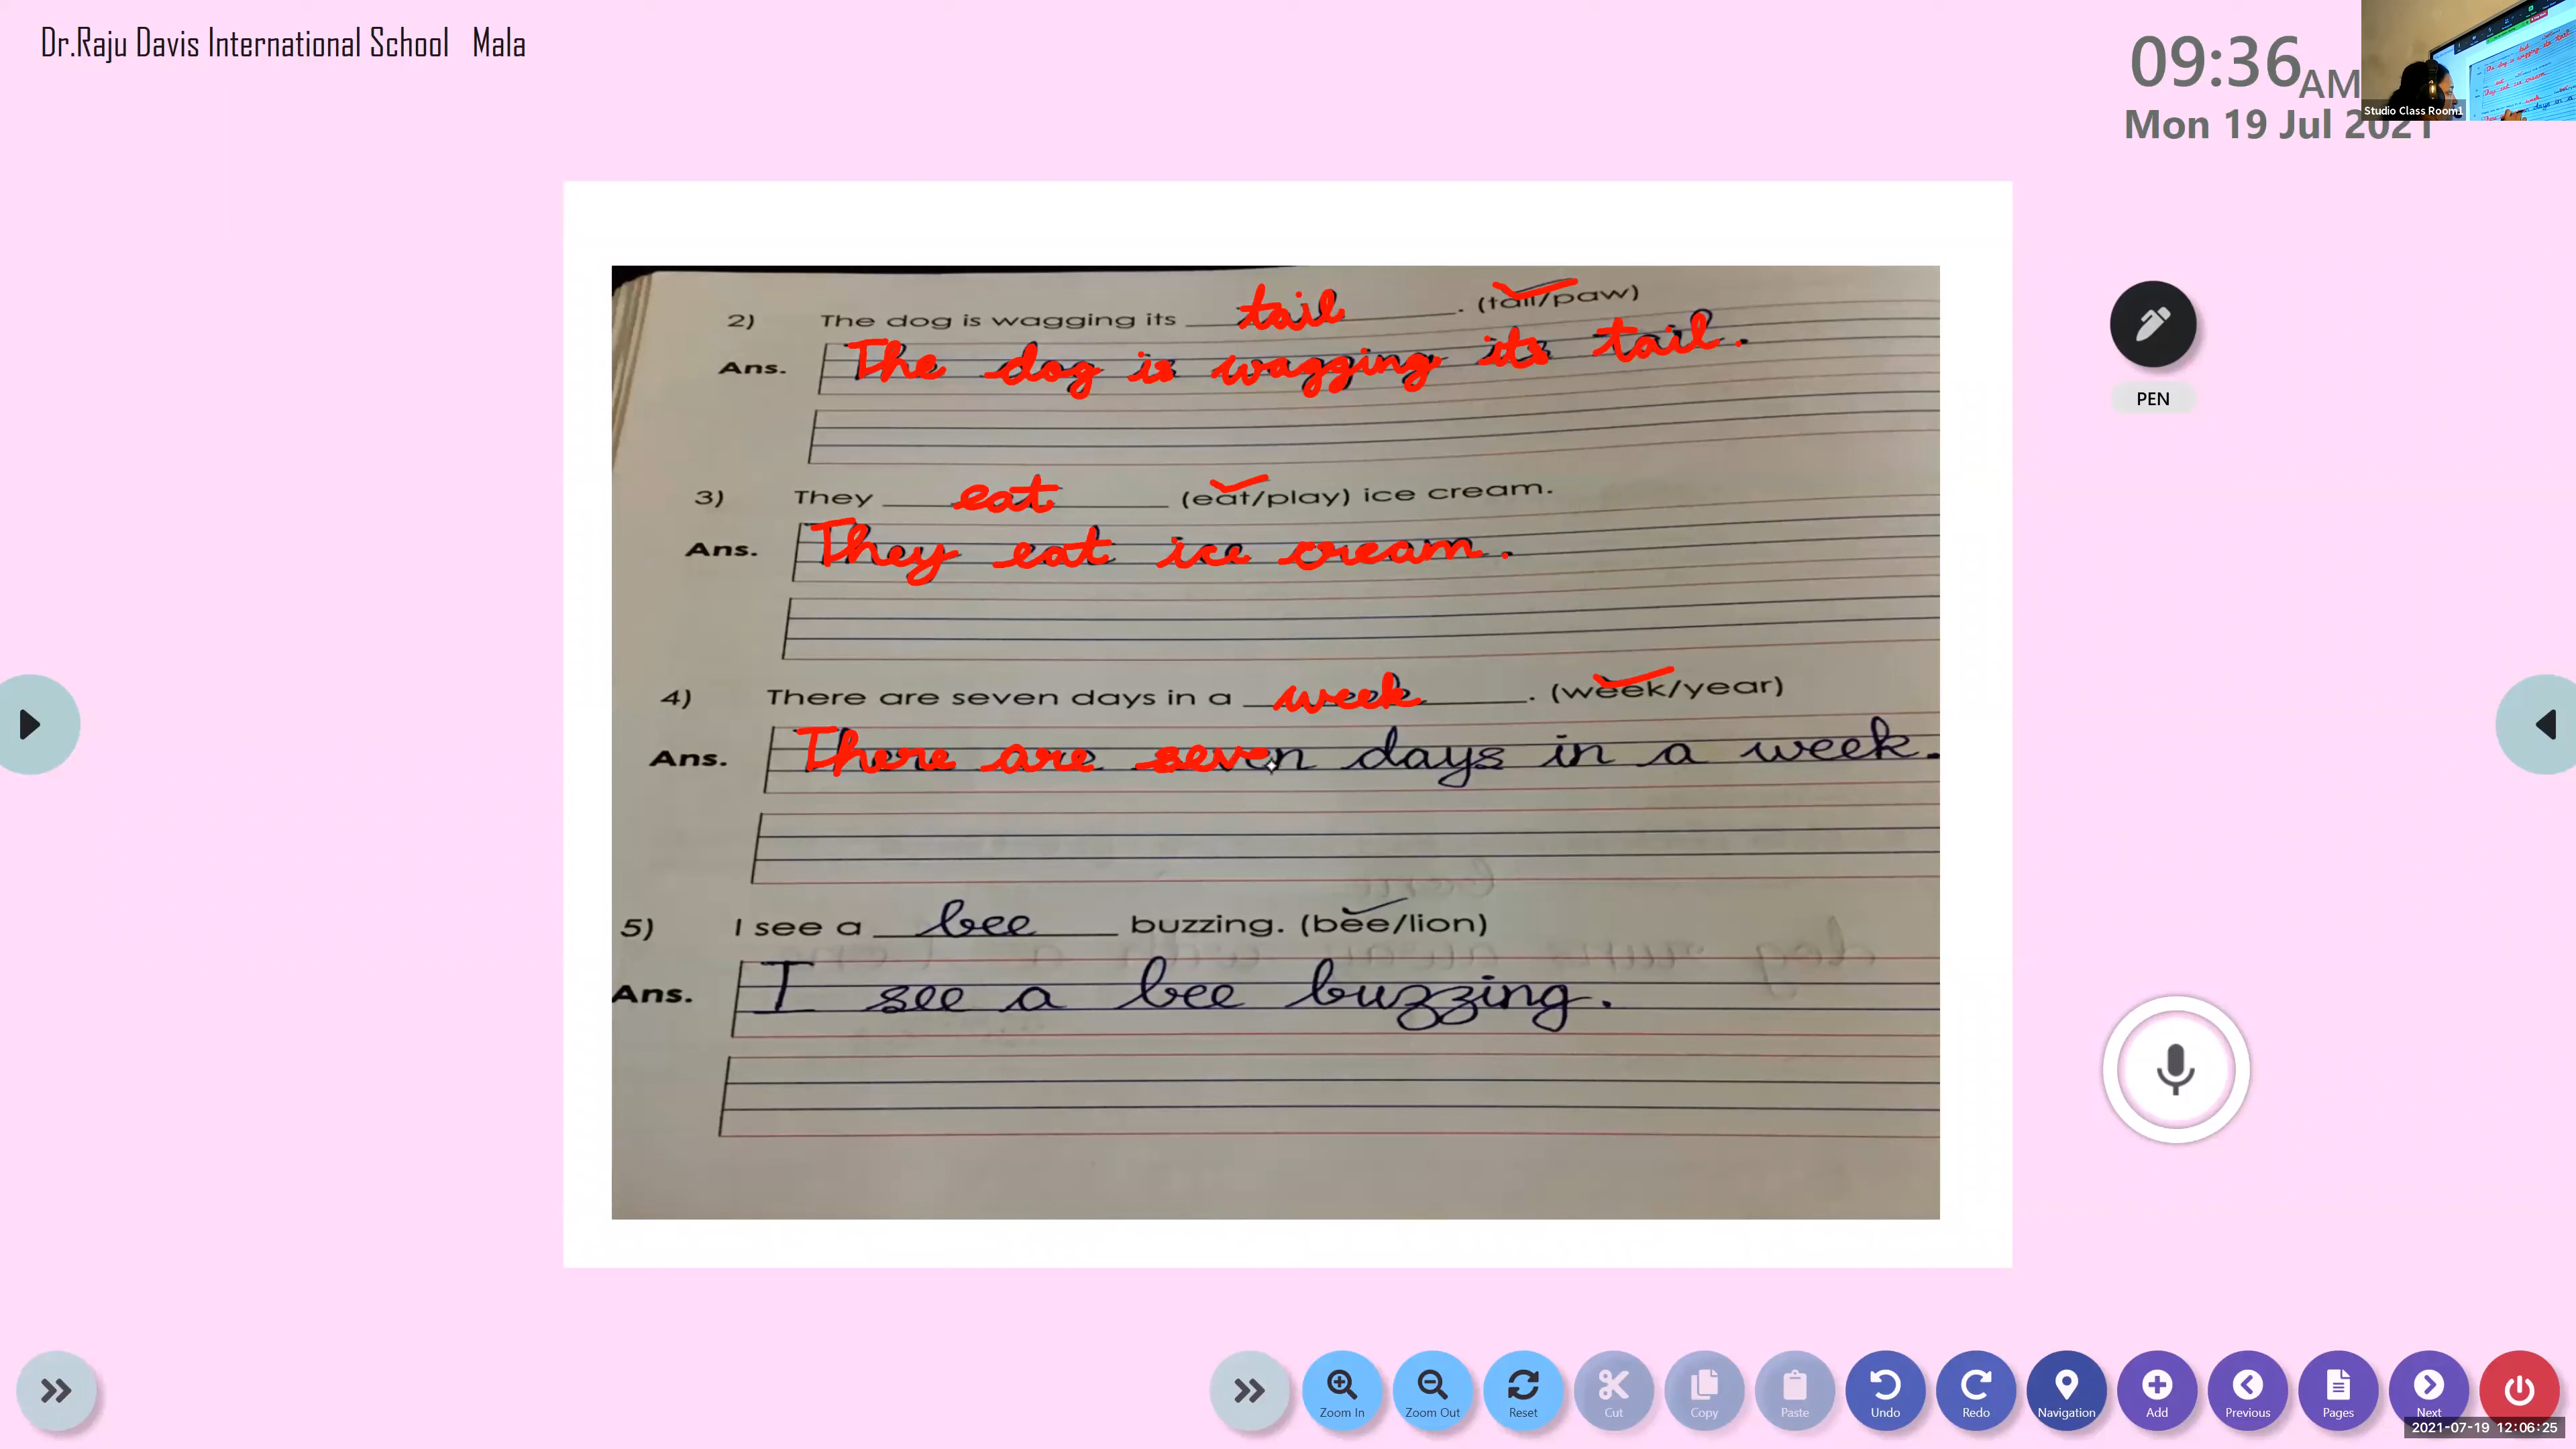 Dr.Raju Davis International School Mala
09:36 AM
Mon 19 Jul 2021
Studio Class Room1
2) The dog is wagging its tail. (tail/paw)
Ans. The dog is wagging its tail.
3) They eat (eat/play) ice cream.
Ans. They eat ice cream.
4) There are seven days in a week. (week/year)
Ans. There are seven days in a week.
5) I see a bee buzzing. (bee/lion)
Ans. I see a bee buzzing.
PEN
Zoom In Zoom Out Reset Cut Copy Paste Undo Redo Navigation Add Previous Pages Next
2021-07-19 12:06:25